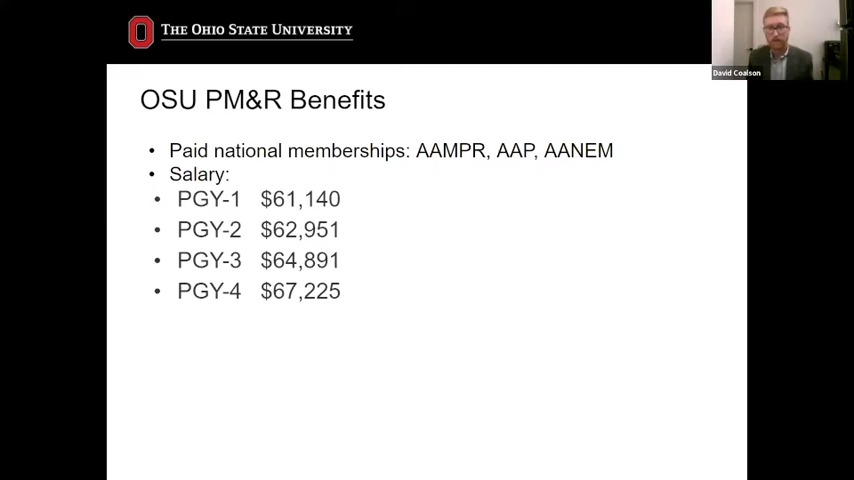 THE OHIO STATE UNIVERSITY
David Coalson
OSU PM&R Benefits
• Paid national memberships: AAMPR, AAP, AANEM
• Salary:
• PGY-1 $61,140
• PGY-2 $62,951
• PGY-3 $64,891
• PGY-4 $67,225